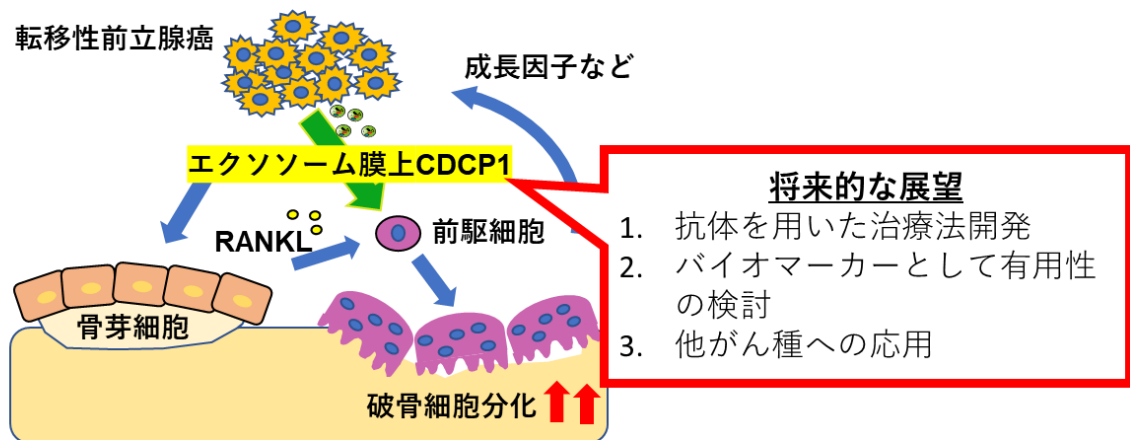 転移性前立腺癌
成長因子など
エクソソーム膜上CDCP1
RANKL
前駆細胞
骨芽細胞
破骨細胞分化
将来的な展望
1. 抗体を用いた治療法開発
2. バイオマーカーとして有用性
の検討
3. 他がん種への応用